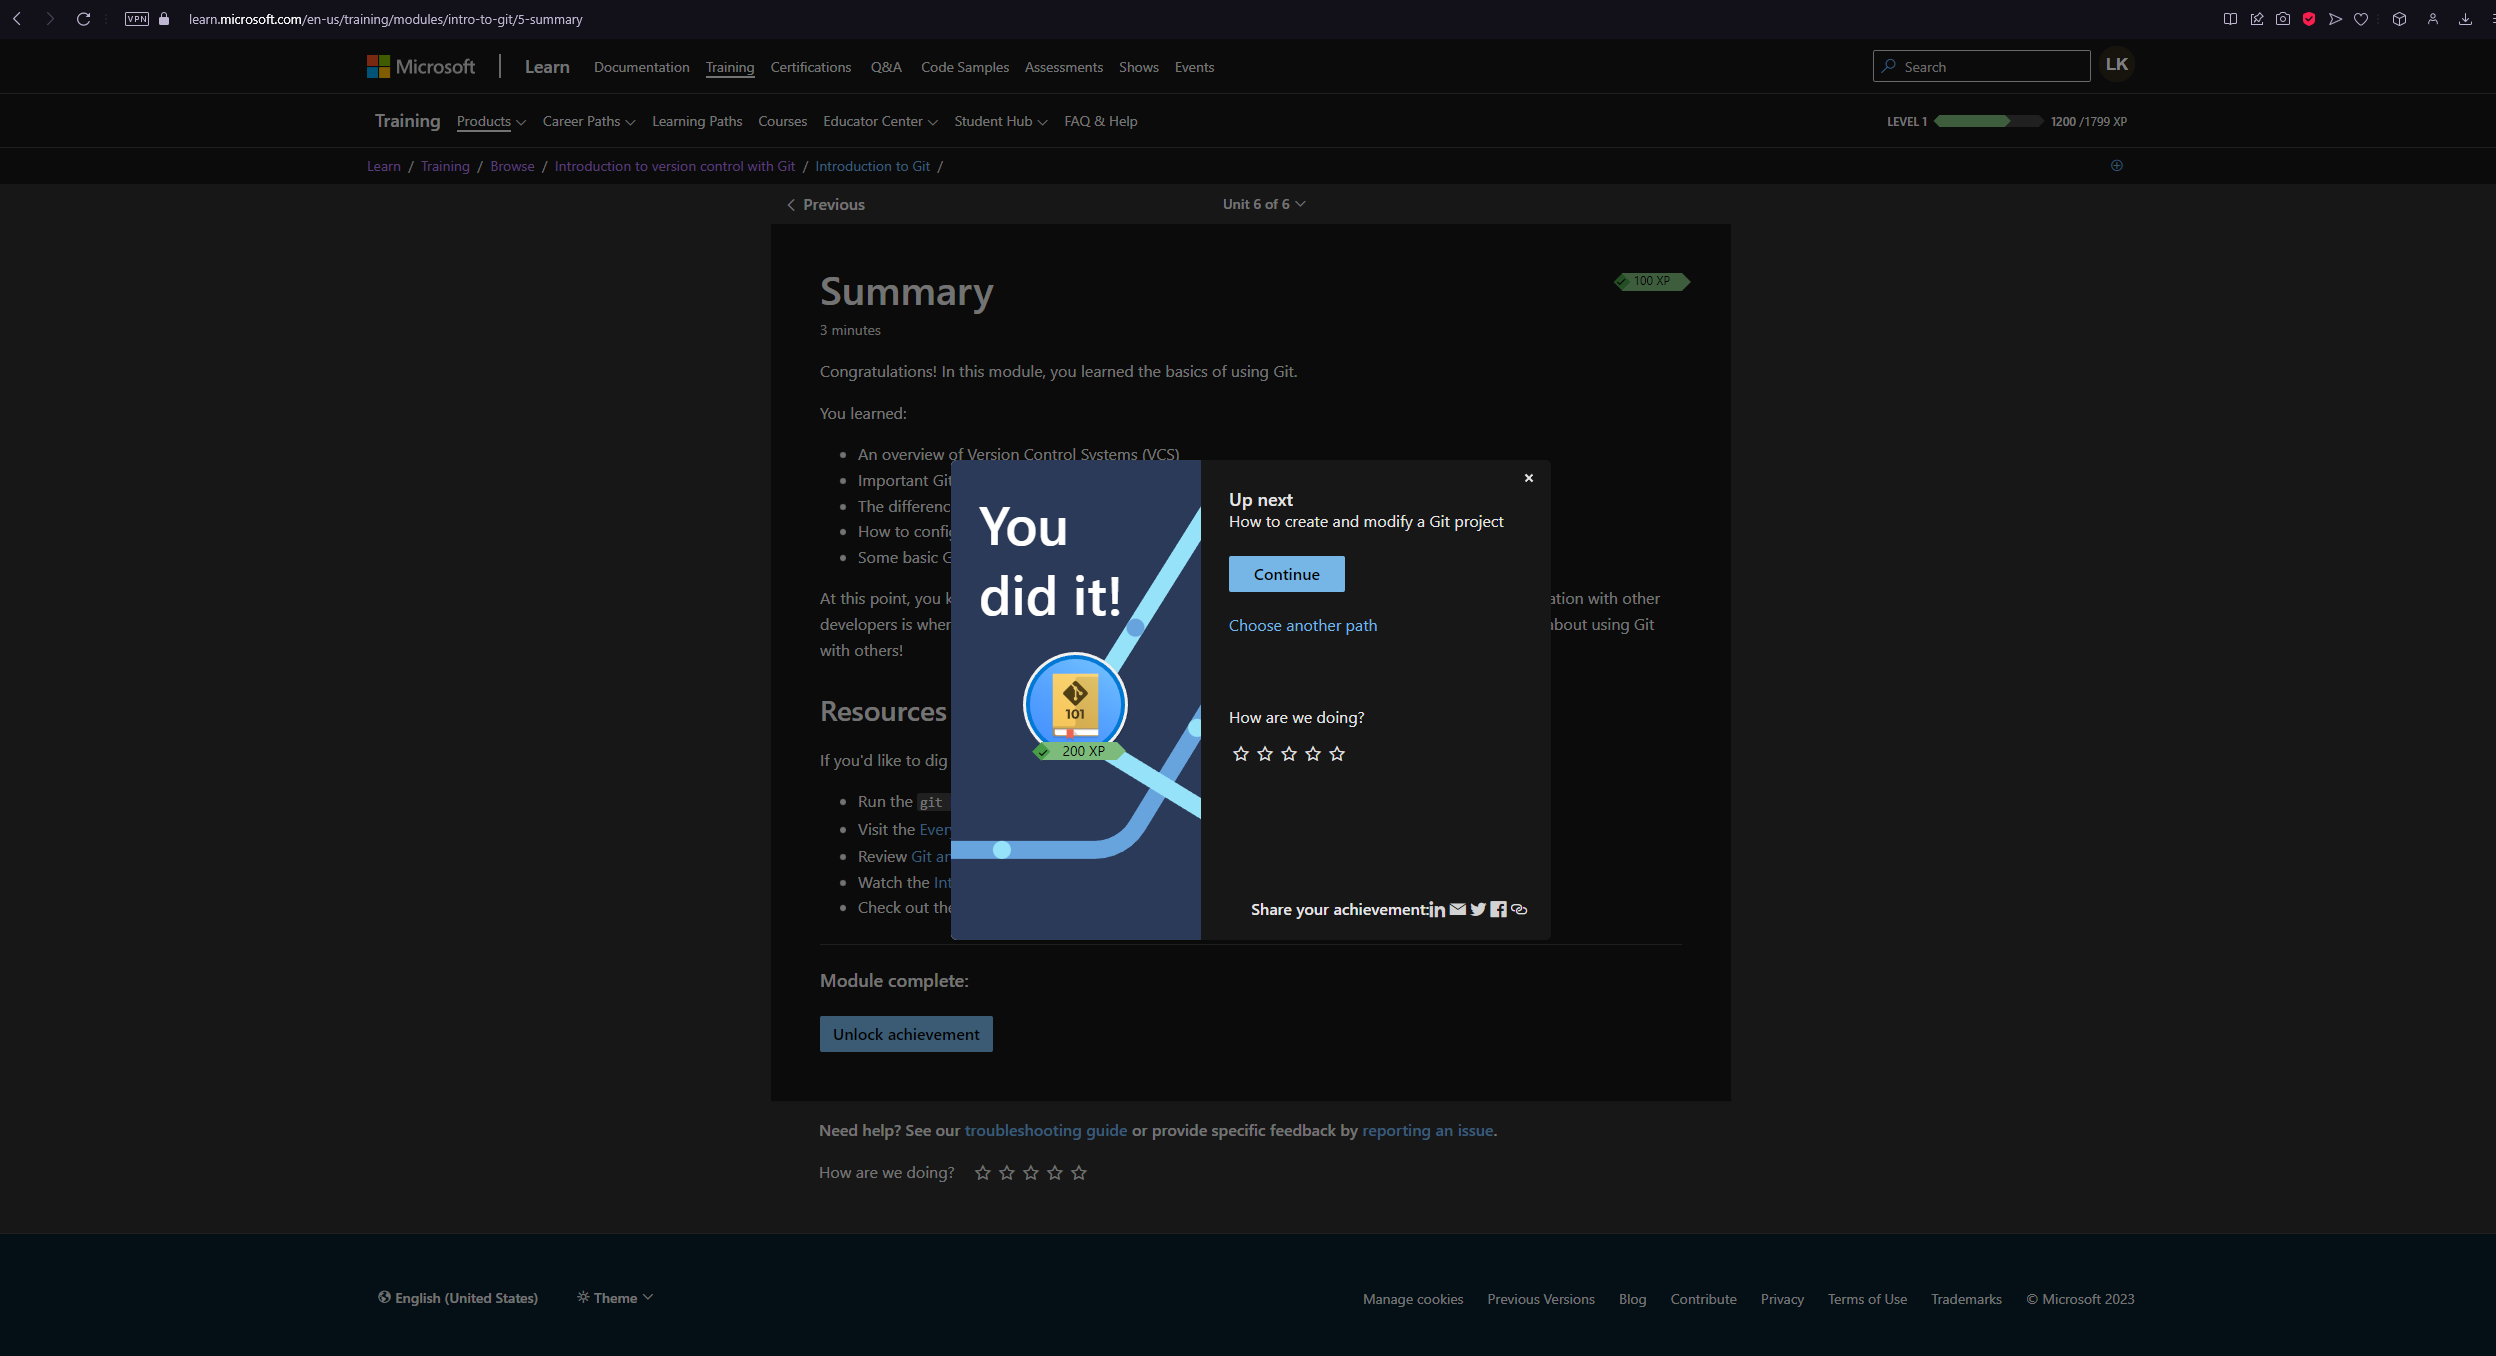 VPN learn.microsoft.com/en-us/training/modules/intro-to-git/5-summary
Microsoft Learn Documentation Training Certifications Q&A Code Samples Assessments Shows Events Search LK
Training Products Career Paths Learning Paths Courses Educator Center Student Hub FAQ & Help LEVEL 1 1200 /1799 XP
Learn / Training / Browse / Introduction to version control with Git / Introduction to Git /
Previous Unit 6 of 6
Summary
100 XP
3 minutes
Congratulations! In this module, you learned the basics of using Git.
You learned:
An overview of Version Control Systems (VCS)
Important Git
The differenc
How to config
Some basic G
At this point, you k
ation with other
developers is wher
about using Git
with others!
Resources
If you'd like to dig
Run the git
Visit the Every
Review Git an
Watch the Int
Check out the
You
did it!
101
200 XP
Up next
How to create and modify a Git project
Continue
Choose another path
How are we doing?
Share your achievement:
Module complete:
Unlock achievement
Need help? See our troubleshooting guide or provide specific feedback by reporting an issue.
How are we doing?
English (United States) Theme Manage cookies Previous Versions Blog Contribute Privacy Terms of Use Trademarks © Microsoft 2023